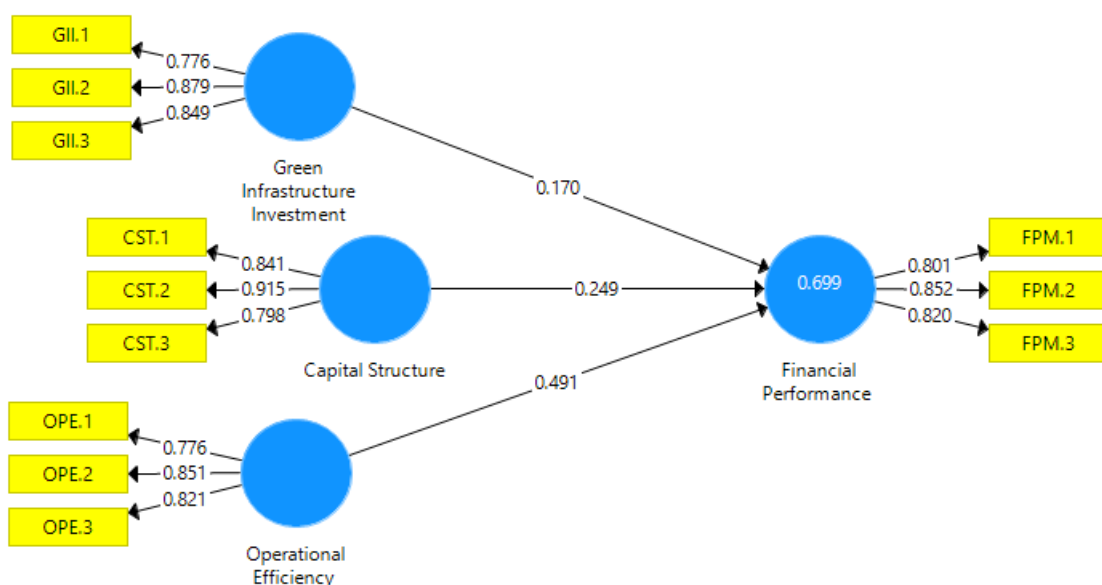 GII.1
0.776
GII.2
0.879
GII.3
0.849
Green
Infrastructure
Investment
0.170
CST.1
0.841
CST.2
0.915
CST.3
0.798
Capital Structure
0.249
OPE.1
0.776
OPE.2
0.851
OPE.3
0.821
Operational
Efficiency
0.491
0.699
Financial
Performance
FPM.1
0.801
FPM.2
0.852
FPM.3
0.820